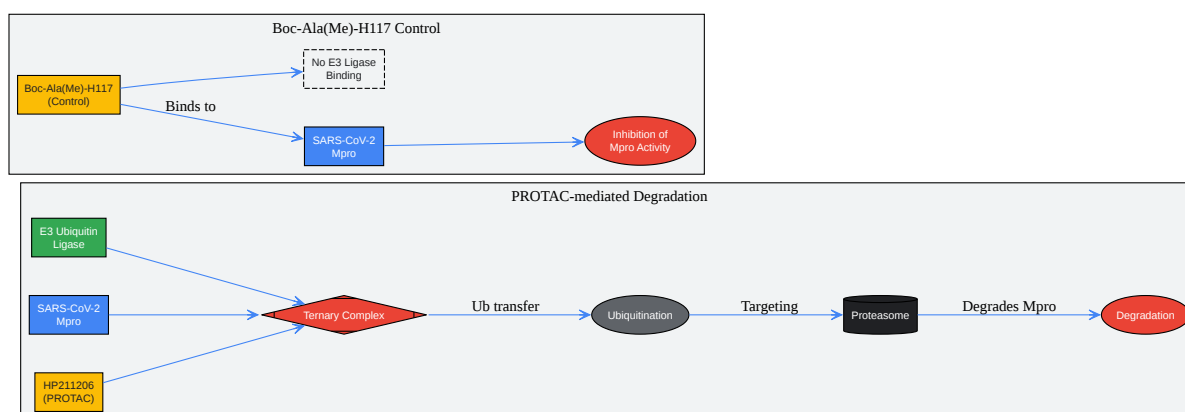 Boc-Ala(Me)-H117 Control
No E3 Ligase
Binding
Boc-Ala(Me)-H117
(Control)
Binds to
SARS-CoV-2
Mpro
Inhibition of
Mpro Activity
PROTAC-mediated Degradation
E3 Ubiquitin
Ligase
SARS-CoV-2
Mpro
HP211206
(PROTAC)
Ternary Complex
Ub transfer
Ubiquitination
Targeting
Proteasome
Degrades Mpro
Degradation